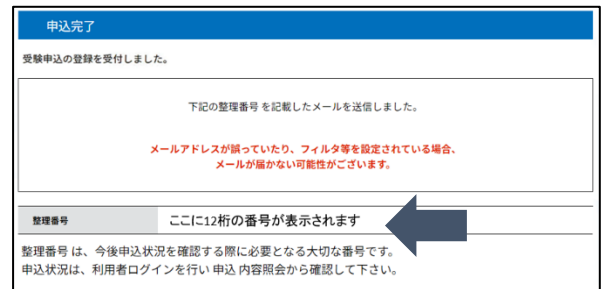 申込完了
受験申込の登録を受付しました。
下記の整理番号 を記載したメールを送信しました。
メールアドレスが誤っていたり、フィルタ等を設定されている場合、
メールが届かない可能性がございます。
整理番号 ここに12桁の番号が表示されます
整理番号 は、今後申込状況を確認する際に必要となる大切な番号です。
申込状況は、利用者ログインを行い 申込 内容照会から確認して下さい。